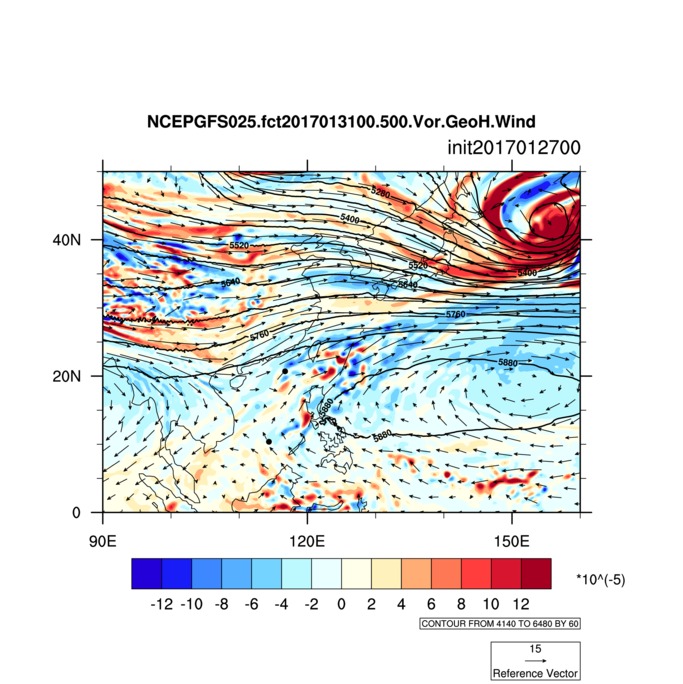 NCEPGFS025.fct2017013100.500.Vor.GeoH.Wind
init2017012700
5280
5400
40N
5520
5520
5400
5640
5640
5760
5760
5880
20N
5880
5880
0
90E 120E 150E
-12 -10 -8 -6 -4 -2 0 2 4 6 8 10 12
*10^(-5)
CONTOUR FROM 4140 TO 6480 BY 60
15
Reference Vector